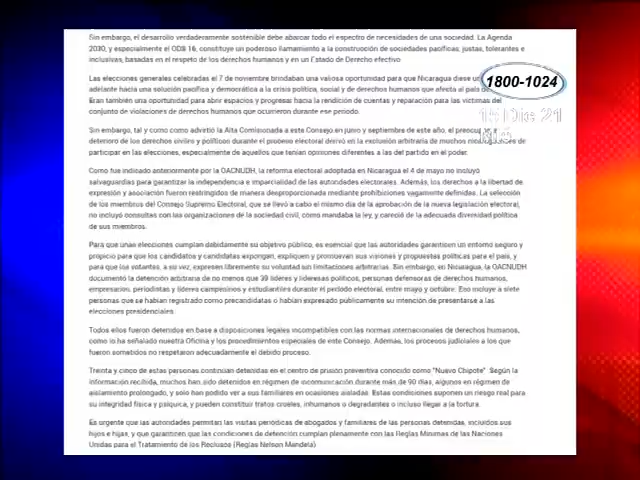 Sin embargo, el desarrollo verdaderamente sostenible debe abarcar todo el espectro de necesidades de una sociedad. La Agenda
2030, y especialmente el ODS 16, constituye un poderoso llamamiento a la construcción de sociedades pacíficas, justas, tolerantes e
inclusivas, basadas en el respeto de los derechos humanos y en un Estado de Derecho efectivo.
Las elecciones generales celebradas el 7 de noviembre brindaban una valiosa oportunidad para que Nicaragua diese un
1800-1024
adelante hacia una solución pacífica y democrática a la crisis política, social y de derechos humanos que afecta al país
Eran también una oportunidad para abrir espacios y progresar hacia la rendición de cuentas y reparación para las víctimas del
conjunto de violaciones de derechos humanos que ocurrieron durante ese periodo.
15 Dic 21
Sin embargo, tal y como como advirtió la Alta Comisionada a este Consejo en junio y septiembre de este año, el
deterioro de los derechos civiles y políticos durante el proceso electoral derivó en la exclusión arbitraria de muchos de
participar en las elecciones, especialmente de aquellos que tenían opiniones diferentes a las del partido en el poder.
Como fue indicado anteriormente por la OACNUDH, la reforma electoral adoptada en Nicaragua el 4 de mayo no incluyó
salvaguardias para garantizar la independencia e imparcialidad de las autoridades electorales. Además, los derechos a la libertad de
expresión y asociación fueron restringidos de manera desproporcionada mediante prohibiciones vagamente definidas. La selección
de los miembros del Consejo Supremo Electoral, que se llevó a cabo el mismo día de la aprobación de la nueva legislación electoral,
no incluyó consultas con las organizaciones de la sociedad civil, como mandaba la ley, y careció de la adecuada diversidad política
de sus miembros.
Para que unas elecciones cumplan debidamente su objetivo público, es esencial que las autoridades garanticen un entorno seguro y
propicio para que los candidatos y candidatas expongan, expliquen y promuevan sus visiones y propuestas políticas para el país, y
para que los votantes, a su vez, expresen libremente su voluntad sin limitaciones arbitrarias. Sin embargo, en Nicaragua, la OACNUDH
documentó la detención arbitraria de no menos que 39 líderes y lideresas políticos, personas defensoras de derechos humanos,
empresarios, periodistas y líderes campesinos y estudiantiles durante el periodo electoral, entre mayo y octubre. Eso incluye a siete
personas que se habían registrado como precandidatas o habían expresado públicamente su intención de presentarse a las
elecciones presidenciales.
Todos ellos fueron detenidos en base a disposiciones legales incompatibles con las normas internacionales de derechos humanos,
como lo ha señalado nuestra Oficina y los procedimientos especiales de este Consejo. Además, los procesos judiciales a los que
fueron sometidos no respetaron adecuadamente el debido proceso.
Treinta y cinco de estas personas continúan detenidas en el centro de prisión preventiva conocido como "Nuevo Chipote". Según la
información recibida, muchos han sido detenidos en régimen de incomunicación durante más de 90 días, algunos en régimen de
aislamiento prolongado, y solo han podido ver a sus familiares en ocasiones aisladas. Estas condiciones suponen un riesgo real para
su integridad física y psíquica, y pueden constituir tratos crueles, inhumanos o degradantes o incluso llegar a la tortura.
Es urgente que las autoridades permitan las visitas periódicas de abogados y familiares de las personas detenidas, incluidos sus
hijos e hijas, y que garanticen que las condiciones de detención cumplan plenamente con las Reglas Mínimas de las Naciones
Unidas para el Tratamiento de los Reclusos (Reglas Nelson Mandela).